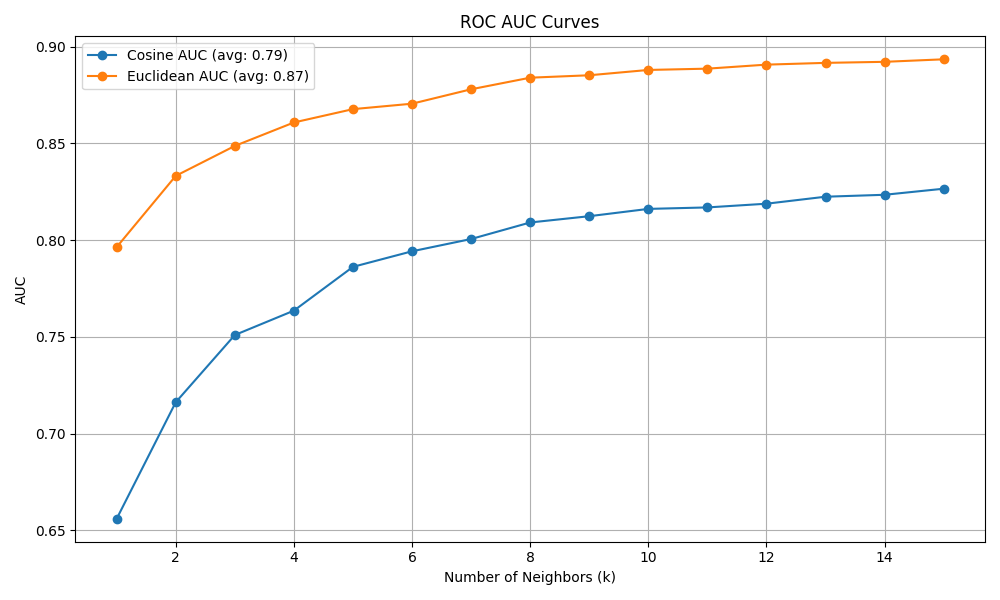 ROC AUC Curves
Cosine AUC (avg: 0.79)
Euclidean AUC (avg: 0.87)
AUC
0.90
0.85
0.80
0.75
0.70
0.65
2 4 6 8 10 12 14
Number of Neighbors (k)